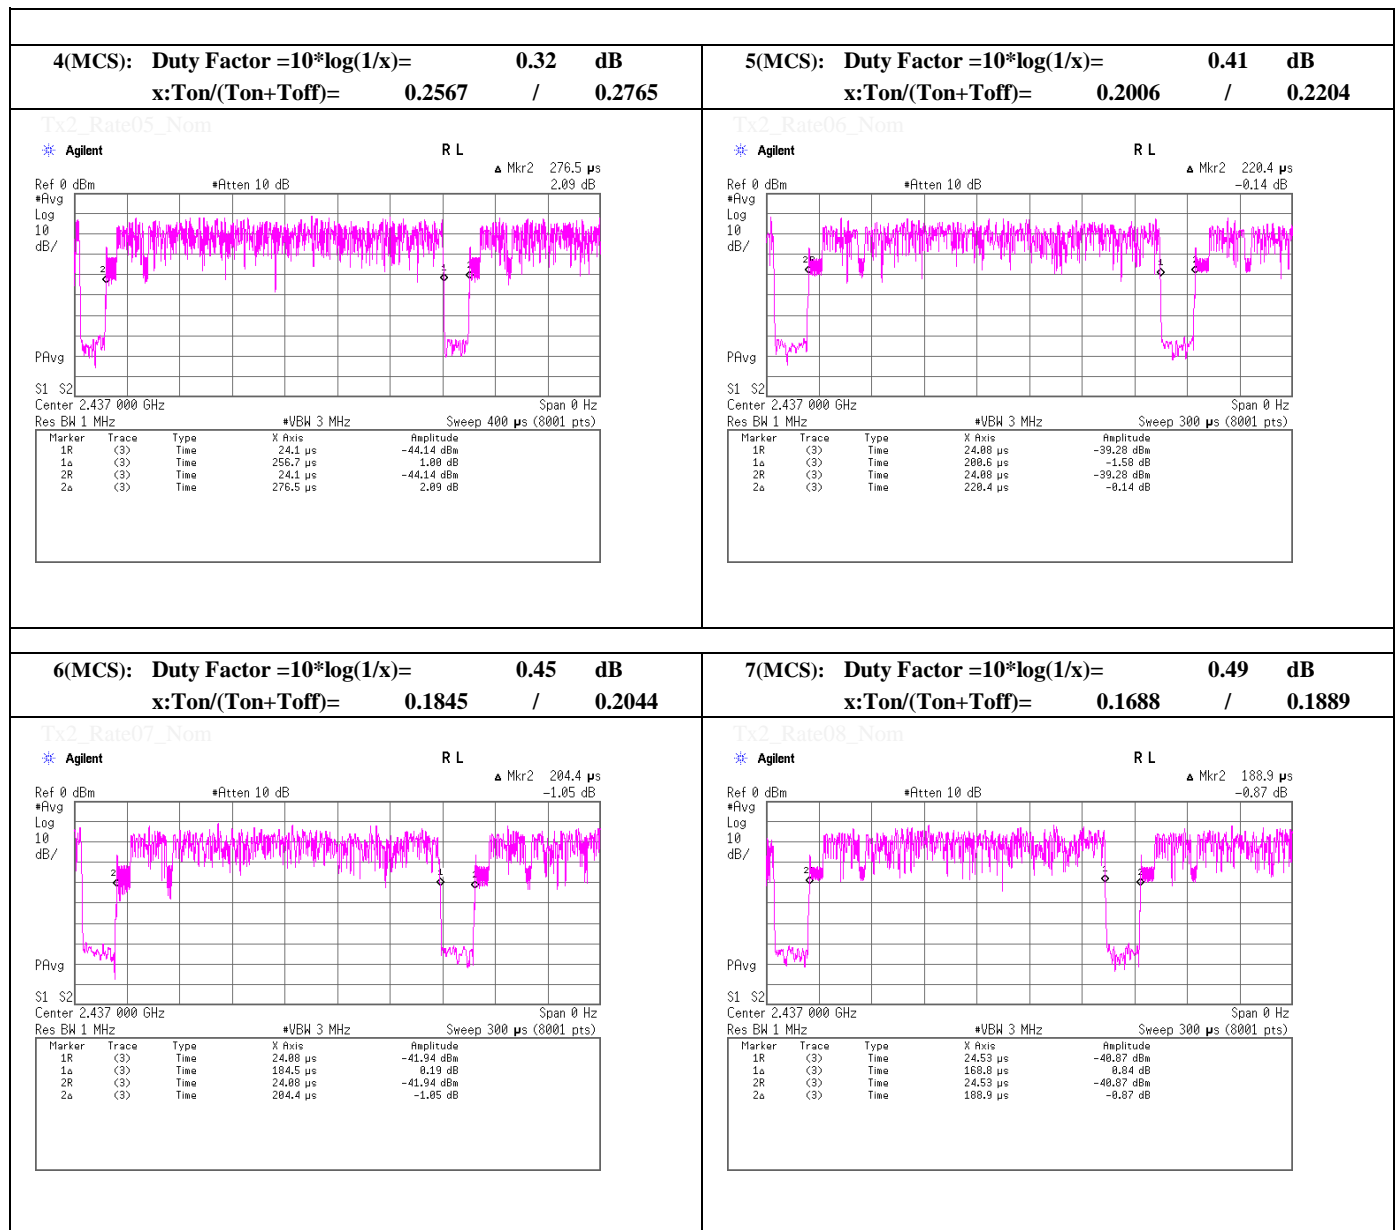 4(MCS): Duty Factor =10*log(1/x)= 0.32 dB
x:Ton/(Ton+Toff)= 0.2567 / 0.2765
Tx2_Rate05_Nom
Agilent R L
Δ Mkr2 276.5 µs
Ref 0 dBm #Atten 10 dB 2.09 dB
#Avg
Log
10
dB/
2
1
2
PAvg
S1 S2
Center 2.437 000 GHz Span 0 Hz
Res BW 1 MHz #VBW 3 MHz Sweep 400 µs (8001 pts)
Marker Trace Type X Axis Amplitude
1R (3) Time 24.1 µs -44.14 dBm
1Δ (3) Time 256.7 µs 1.00 dB
2R (3) Time 24.1 µs -44.14 dBm
2Δ (3) Time 276.5 µs 2.09 dB
5(MCS): Duty Factor =10*log(1/x)= 0.41 dB
x:Ton/(Ton+Toff)= 0.2006 / 0.2204
Tx2_Rate06_Nom
Agilent R L
Δ Mkr2 220.4 µs
Ref 0 dBm #Atten 10 dB -0.14 dB
#Avg
Log
10
dB/
2R
1
2
PAvg
S1 S2
Center 2.437 000 GHz Span 0 Hz
Res BW 1 MHz #VBW 3 MHz Sweep 300 µs (8001 pts)
Marker Trace Type X Axis Amplitude
1R (3) Time 24.08 µs -39.28 dBm
1Δ (3) Time 200.6 µs -1.58 dB
2R (3) Time 24.08 µs -39.28 dBm
2Δ (3) Time 220.4 µs -0.14 dB
6(MCS): Duty Factor =10*log(1/x)= 0.45 dB
x:Ton/(Ton+Toff)= 0.1845 / 0.2044
Tx2_Rate07_Nom
Agilent R L
Δ Mkr2 204.4 µs
Ref 0 dBm #Atten 10 dB -1.05 dB
#Avg
Log
10
dB/
2
1
2
PAvg
S1 S2
Center 2.437 000 GHz Span 0 Hz
Res BW 1 MHz #VBW 3 MHz Sweep 300 µs (8001 pts)
Marker Trace Type X Axis Amplitude
1R (3) Time 24.08 µs -41.94 dBm
1Δ (3) Time 184.5 µs 0.19 dB
2R (3) Time 24.08 µs -41.94 dBm
2Δ (3) Time 204.4 µs -1.05 dB
7(MCS): Duty Factor =10*log(1/x)= 0.49 dB
x:Ton/(Ton+Toff)= 0.1688 / 0.1889
Tx2_Rate08_Nom
Agilent R L
Δ Mkr2 188.9 µs
Ref 0 dBm #Atten 10 dB -0.87 dB
#Avg
Log
10
dB/
2
1
2
PAvg
S1 S2
Center 2.437 000 GHz Span 0 Hz
Res BW 1 MHz #VBW 3 MHz Sweep 300 µs (8001 pts)
Marker Trace Type X Axis Amplitude
1R (3) Time 24.53 µs -40.87 dBm
1Δ (3) Time 168.8 µs 0.84 dB
2R (3) Time 24.53 µs -40.87 dBm
2Δ (3) Time 188.9 µs -0.87 dB